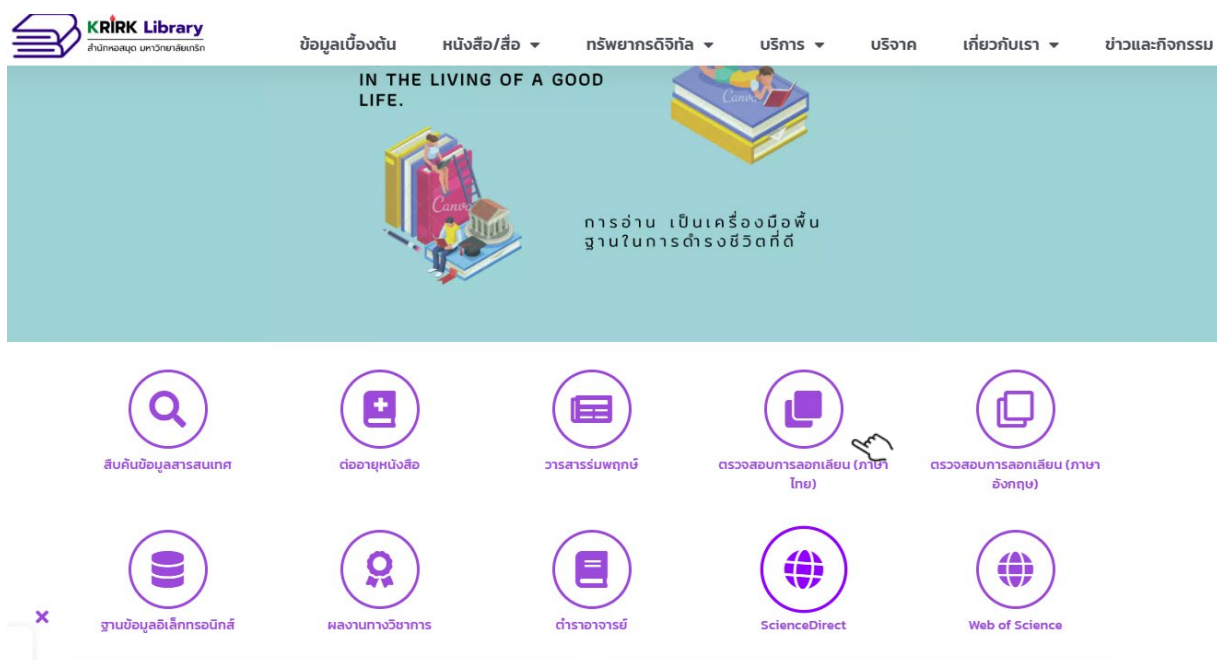 KRIRK Library
สำนักหอสมุด มหาวิทยาลัยเกริก
ข้อมูลเบื้องต้น หนังสือ/สื่อ ทรัพยากรดิจิทัล บริการ บริจาค เกี่ยวกับเรา ข่าวและกิจกรรม
IN THE LIVING OF A GOOD
LIFE.
Canva
Canva
การอ่าน เป็นเครื่องมือพื้น
ฐานในการดำรงชีวิตที่ดี
สืบค้นข้อมูลสารสนเทศ
ต่ออายุหนังสือ
วารสารร่มพฤกษ์
ตรวจสอบการลอกเลียน (ภาษา
ไทย)
ตรวจสอบการลอกเลียน (ภาษา
อังกฤษ)
ฐานข้อมูลอิเล็กทรอนิกส์
ผลงานทางวิชาการ
ตำราอาจารย์
ScienceDirect
Web of Science